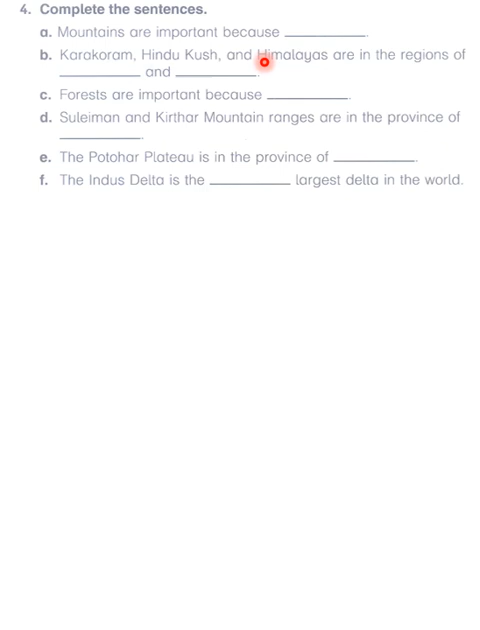 4. Complete the sentences.
a. Mountains are important because __________.
b. Karakoram, Hindu Kush, and Himalayas are in the regions of
__________ and __________.
c. Forests are important because __________.
d. Suleiman and Kirthar Mountain ranges are in the province of
__________.
e. The Potohar Plateau is in the province of __________.
f. The Indus Delta is the __________ largest delta in the world.